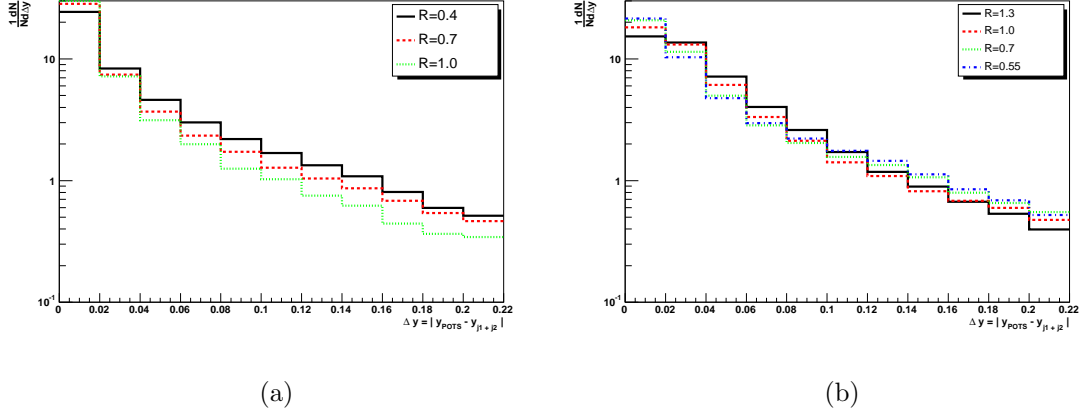 1 dN
N dΔy
10
1
10⁻¹
0 0.02 0.04 0.06 0.08 0.1 0.12 0.14 0.16 0.18 0.2 0.22
Δ y = | y_POTS - y_j1 + j2 |
R=0.4
R=0.7
R=1.0
(a)
1 dN
N dΔy
10
1
10⁻¹
0 0.02 0.04 0.06 0.08 0.1 0.12 0.14 0.16 0.18 0.2 0.22
Δ y = | y_POTS - y_j1 + j2 |
R=1.3
R=1.0
R=0.7
R=0.55
(b)